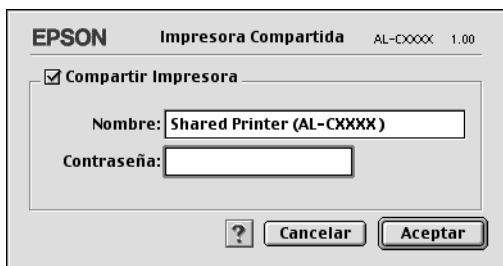 EPSON Impresora Compartida AL-CXXXX 1.00
Compartir Impresora
Nombre: Shared Printer (AL-CXXXX)
Contraseña:
? Cancelar Aceptar